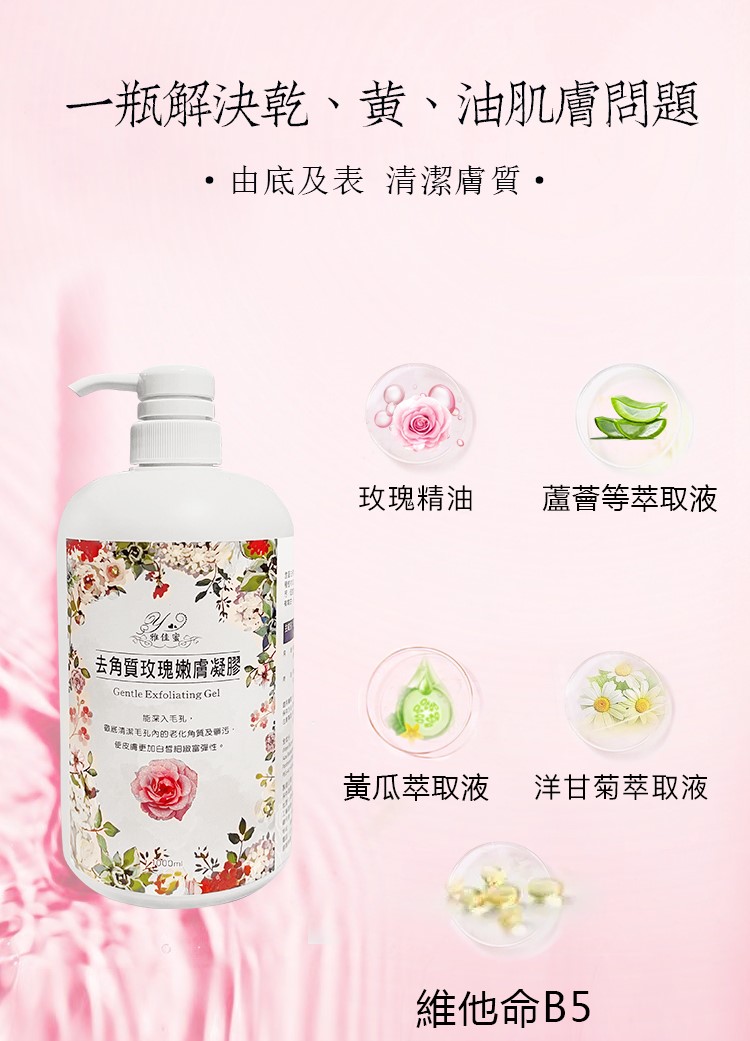 一瓶解決乾、黃、油肌膚問題
•由底及表 清潔膚質•
玫瑰精油
蘆薈等萃取液
雅佳蜜
去角質玫瑰嫩膚凝膠
Gentle Exfoliating Gel
能深入毛孔，
徹底清潔毛孔內的老化角質及髒污，
使皮膚更加白皙細緻富彈性。
1000ml
黃瓜萃取液
洋甘菊萃取液
維他命B5